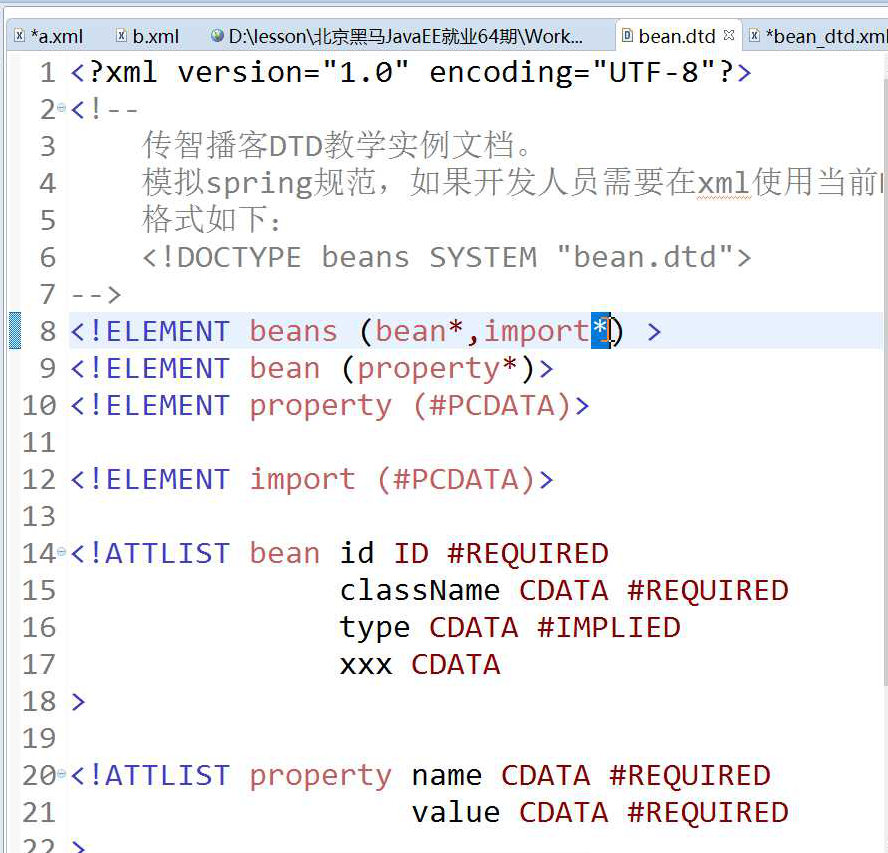 *a.xml b.xml D:\lesson\北京黑马JavaEE就业64期\Work... bean.dtd *bean_dtd.xml
1 <?xml version="1.0" encoding="UTF-8"?>
2 <!--
3 传智播客DTD教学实例文档。
4 模拟spring规范，如果开发人员需要在xml使用当前
5 格式如下：
6 <!DOCTYPE beans SYSTEM "bean.dtd">
7 -->
8 <!ELEMENT beans (bean*,import*) >
9 <!ELEMENT bean (property*)>
10 <!ELEMENT property (#PCDATA)>
11
12 <!ELEMENT import (#PCDATA)>
13
14 <!ATTLIST bean id ID #REQUIRED
15 className CDATA #REQUIRED
16 type CDATA #IMPLIED
17 xxx CDATA
18 >
19
20 <!ATTLIST property name CDATA #REQUIRED
21 value CDATA #REQUIRED
22 >